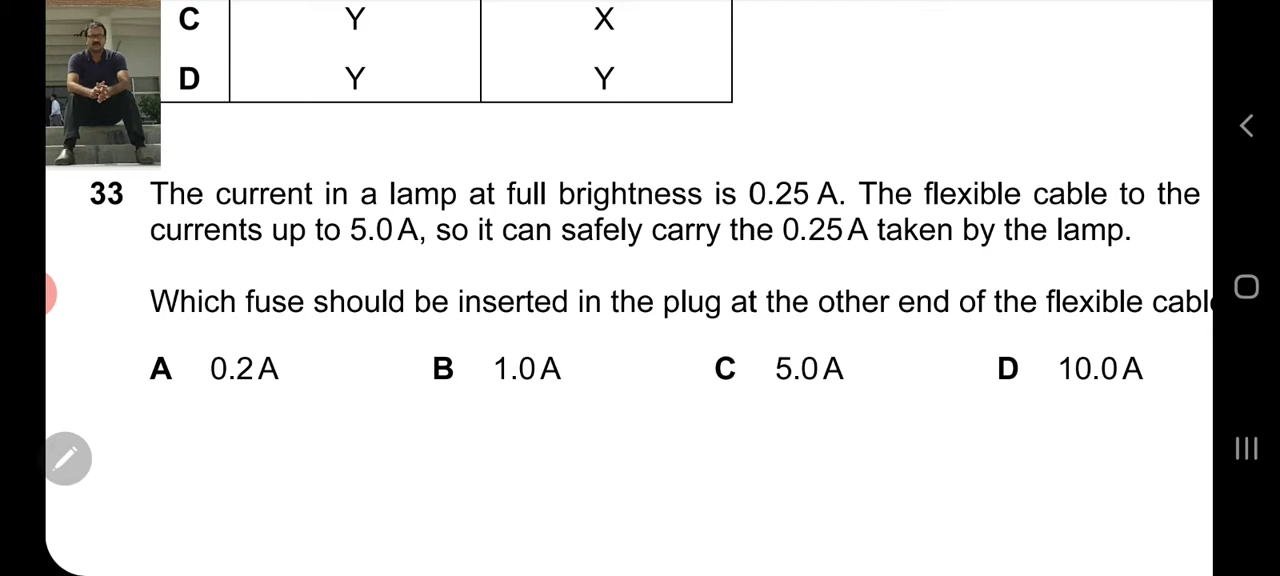 C Y X
D Y Y
33 The current in a lamp at full brightness is 0.25 A. The flexible cable to the
currents up to 5.0 A, so it can safely carry the 0.25 A taken by the lamp.
Which fuse should be inserted in the plug at the other end of the flexible cabl
A 0.2 A B 1.0 A C 5.0 A D 10.0 A